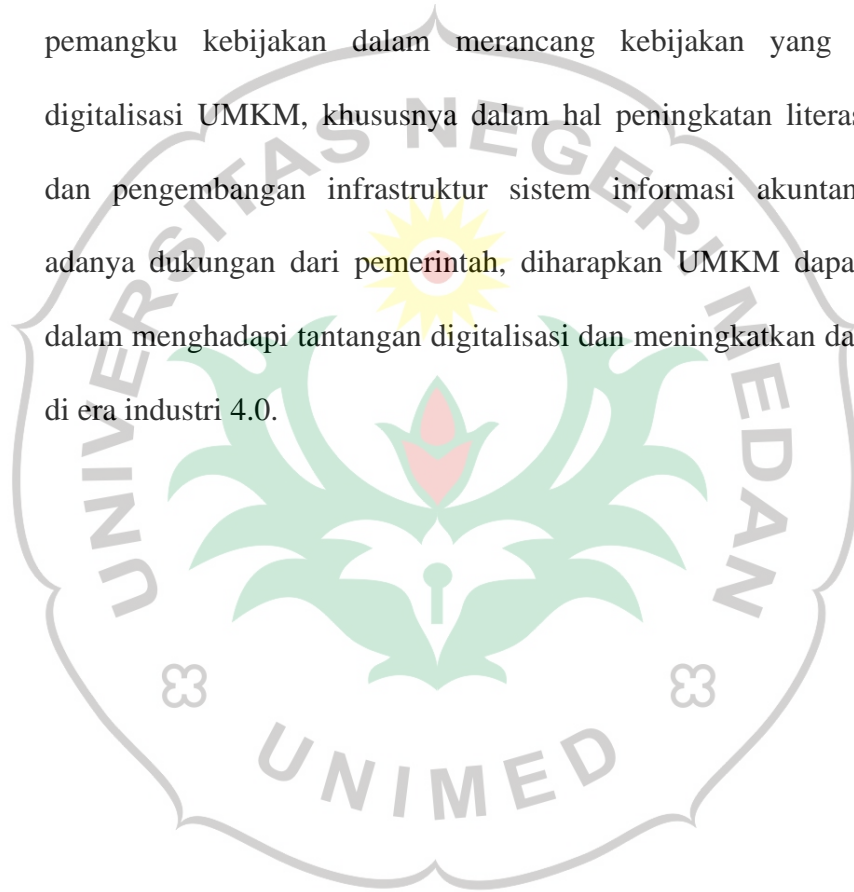 pemangku kebijakan dalam merancang kebijakan yang
digitalisasi UMKM, khususnya dalam hal peningkatan literas
dan pengembangan infrastruktur sistem informasi akuntan
adanya dukungan dari pemerintah, diharapkan UMKM dapa
dalam menghadapi tantangan digitalisasi dan meningkatkan da
di era industri 4.0.
UNIVERSITAS NEGERI MEDAN
UNIMED